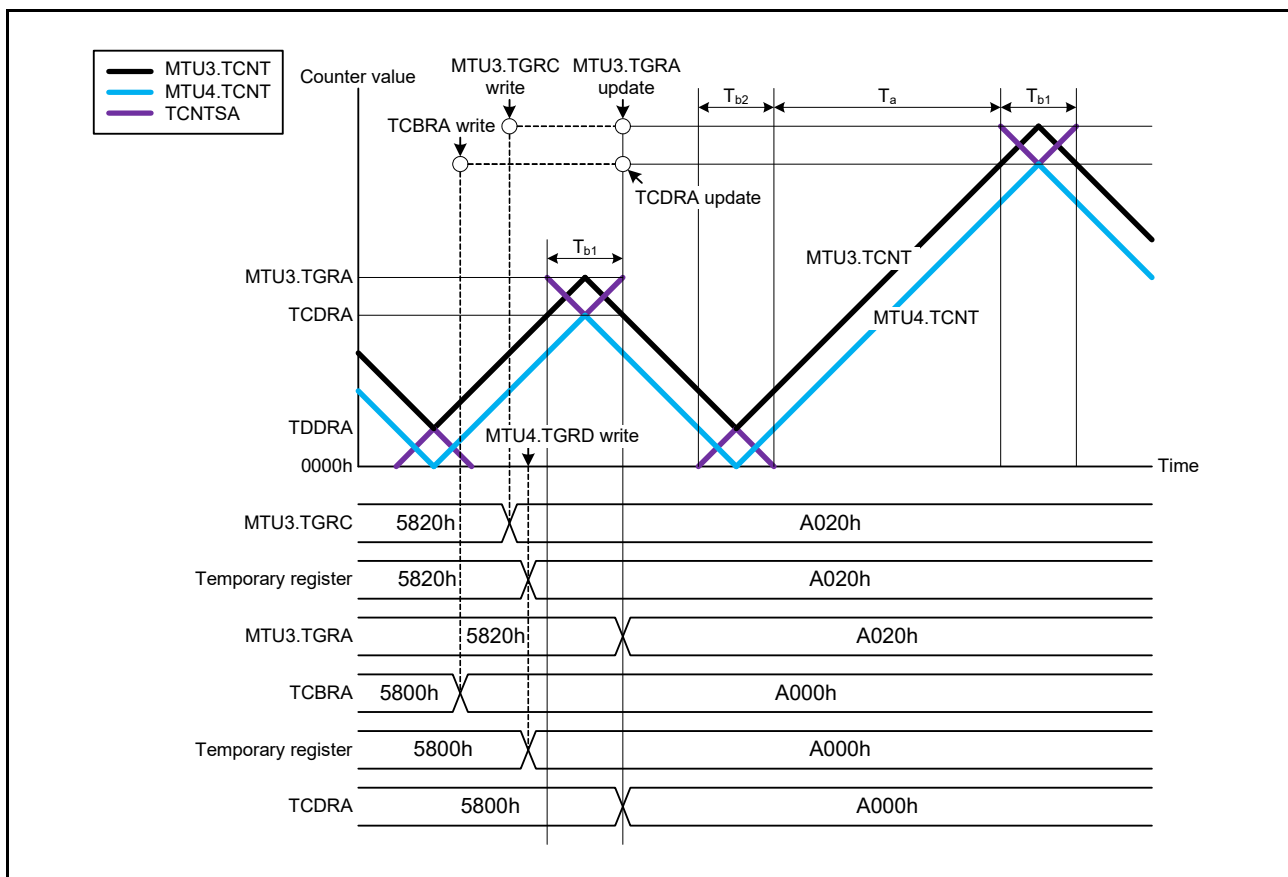 MTU3.TCNT
MTU4.TCNT
TCNTSA
Counter value
MTU3.TGRC
write
MTU3.TGRA
update
TCBRA write
TCDRA update
Tb2
Ta
Tb1
Tb1
MTU3.TCNT
MTU4.TCNT
MTU3.TGRA
TCDRA
TDDRA
0000h
MTU4.TGRD write
Time
MTU3.TGRC
5820h
A020h
Temporary register
5820h
A020h
MTU3.TGRA
5820h
A020h
TCBRA
5800h
A000h
Temporary register
5800h
A000h
TCDRA
5800h
A000h